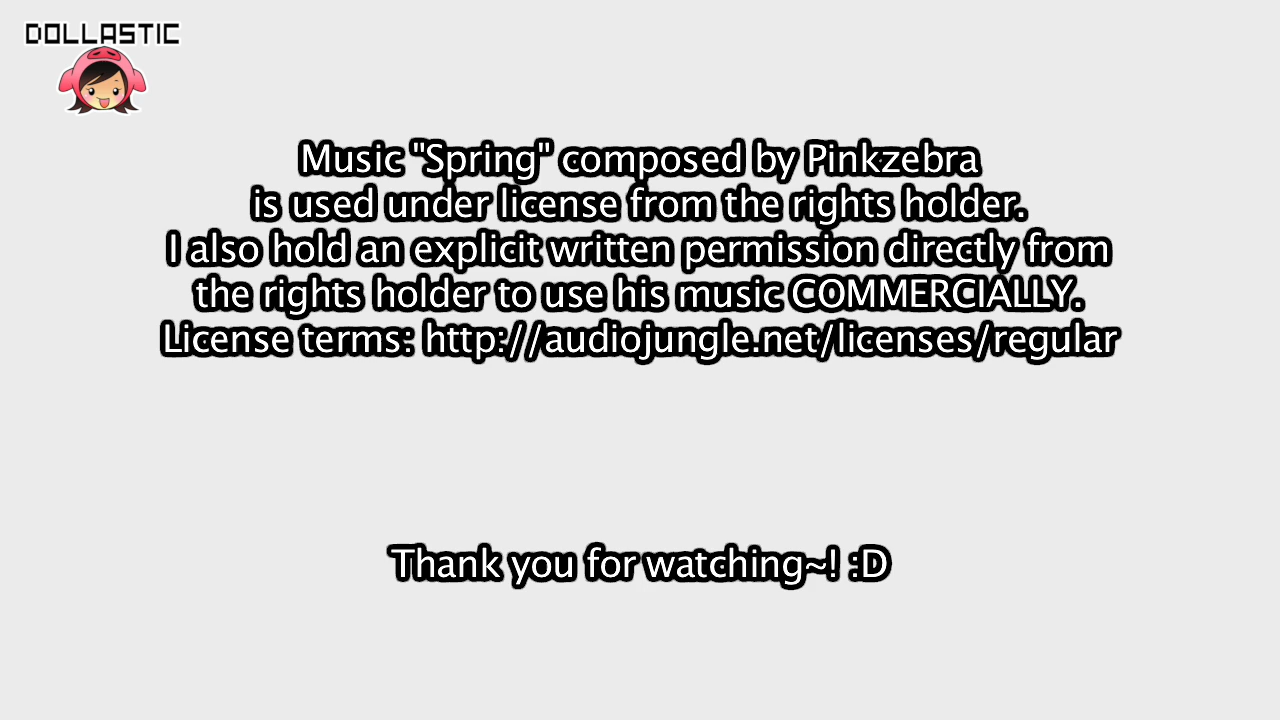 DOLLASTIC
Music "Spring" composed by Pinkzebra
is used under license from the rights holder.
I also hold an explicit written permission directly from
the rights holder to use his music COMMERCIALLY.
License terms: http://audiojungle.net/licenses/regular
Thank you for watching~! :D